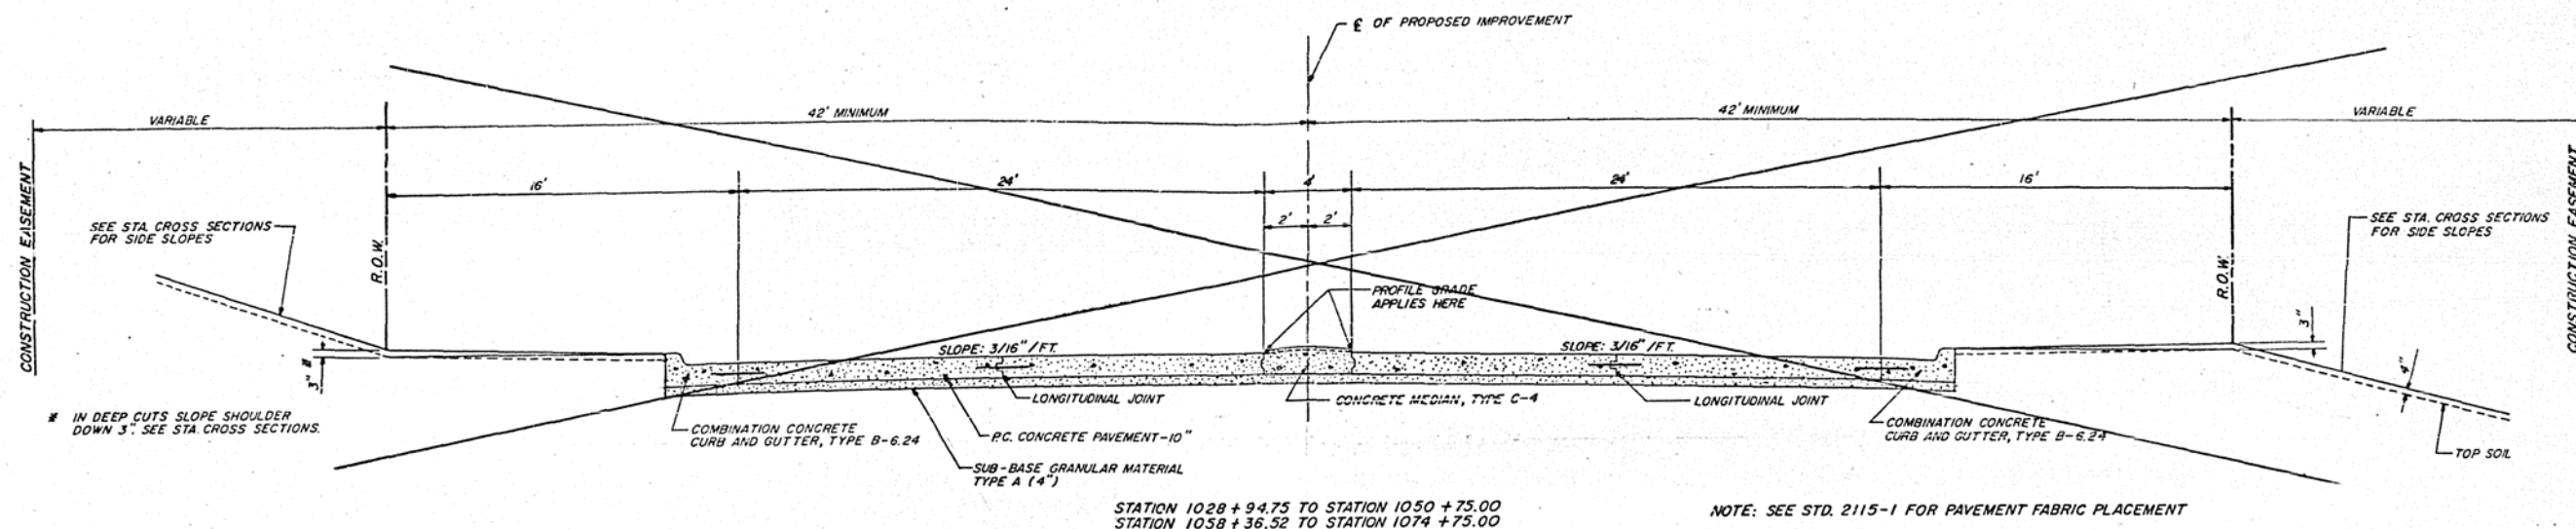 ℄ OF PROPOSED IMPROVEMENT
VARIABLE
42' MINIMUM
42' MINIMUM
VARIABLE
CONSTRUCTION EASEMENT
16'
24'
4'
24'
16'
2'
2'
SEE STA. CROSS SECTIONS
FOR SIDE SLOPES
R.O.W.
SEE STA. CROSS SECTIONS
FOR SIDE SLOPES
R.O.W.
CONSTRUCTION EASEMENT
PROFILE GRADE
APPLIES HERE
3" *
SLOPE: 3/16"/FT.
SLOPE: 3/16"/FT.
3"
4"
* IN DEEP CUTS SLOPE SHOULDER
DOWN 3". SEE STA. CROSS SECTIONS.
LONGITUDINAL JOINT
CONCRETE MEDIAN, TYPE C-4
LONGITUDINAL JOINT
COMBINATION CONCRETE
CURB AND GUTTER, TYPE B-6.24
P.C. CONCRETE PAVEMENT-10"
COMBINATION CONCRETE
CURB AND GUTTER, TYPE B-6.24
TOP SOIL
SUB-BASE GRANULAR MATERIAL
TYPE A (4")
STATION 1028 + 94.75 TO STATION 1050 + 75.00
STATION 1058 + 36.52 TO STATION 1074 + 75.00
NOTE: SEE STD. 2115-1 FOR PAVEMENT FABRIC PLACEMENT